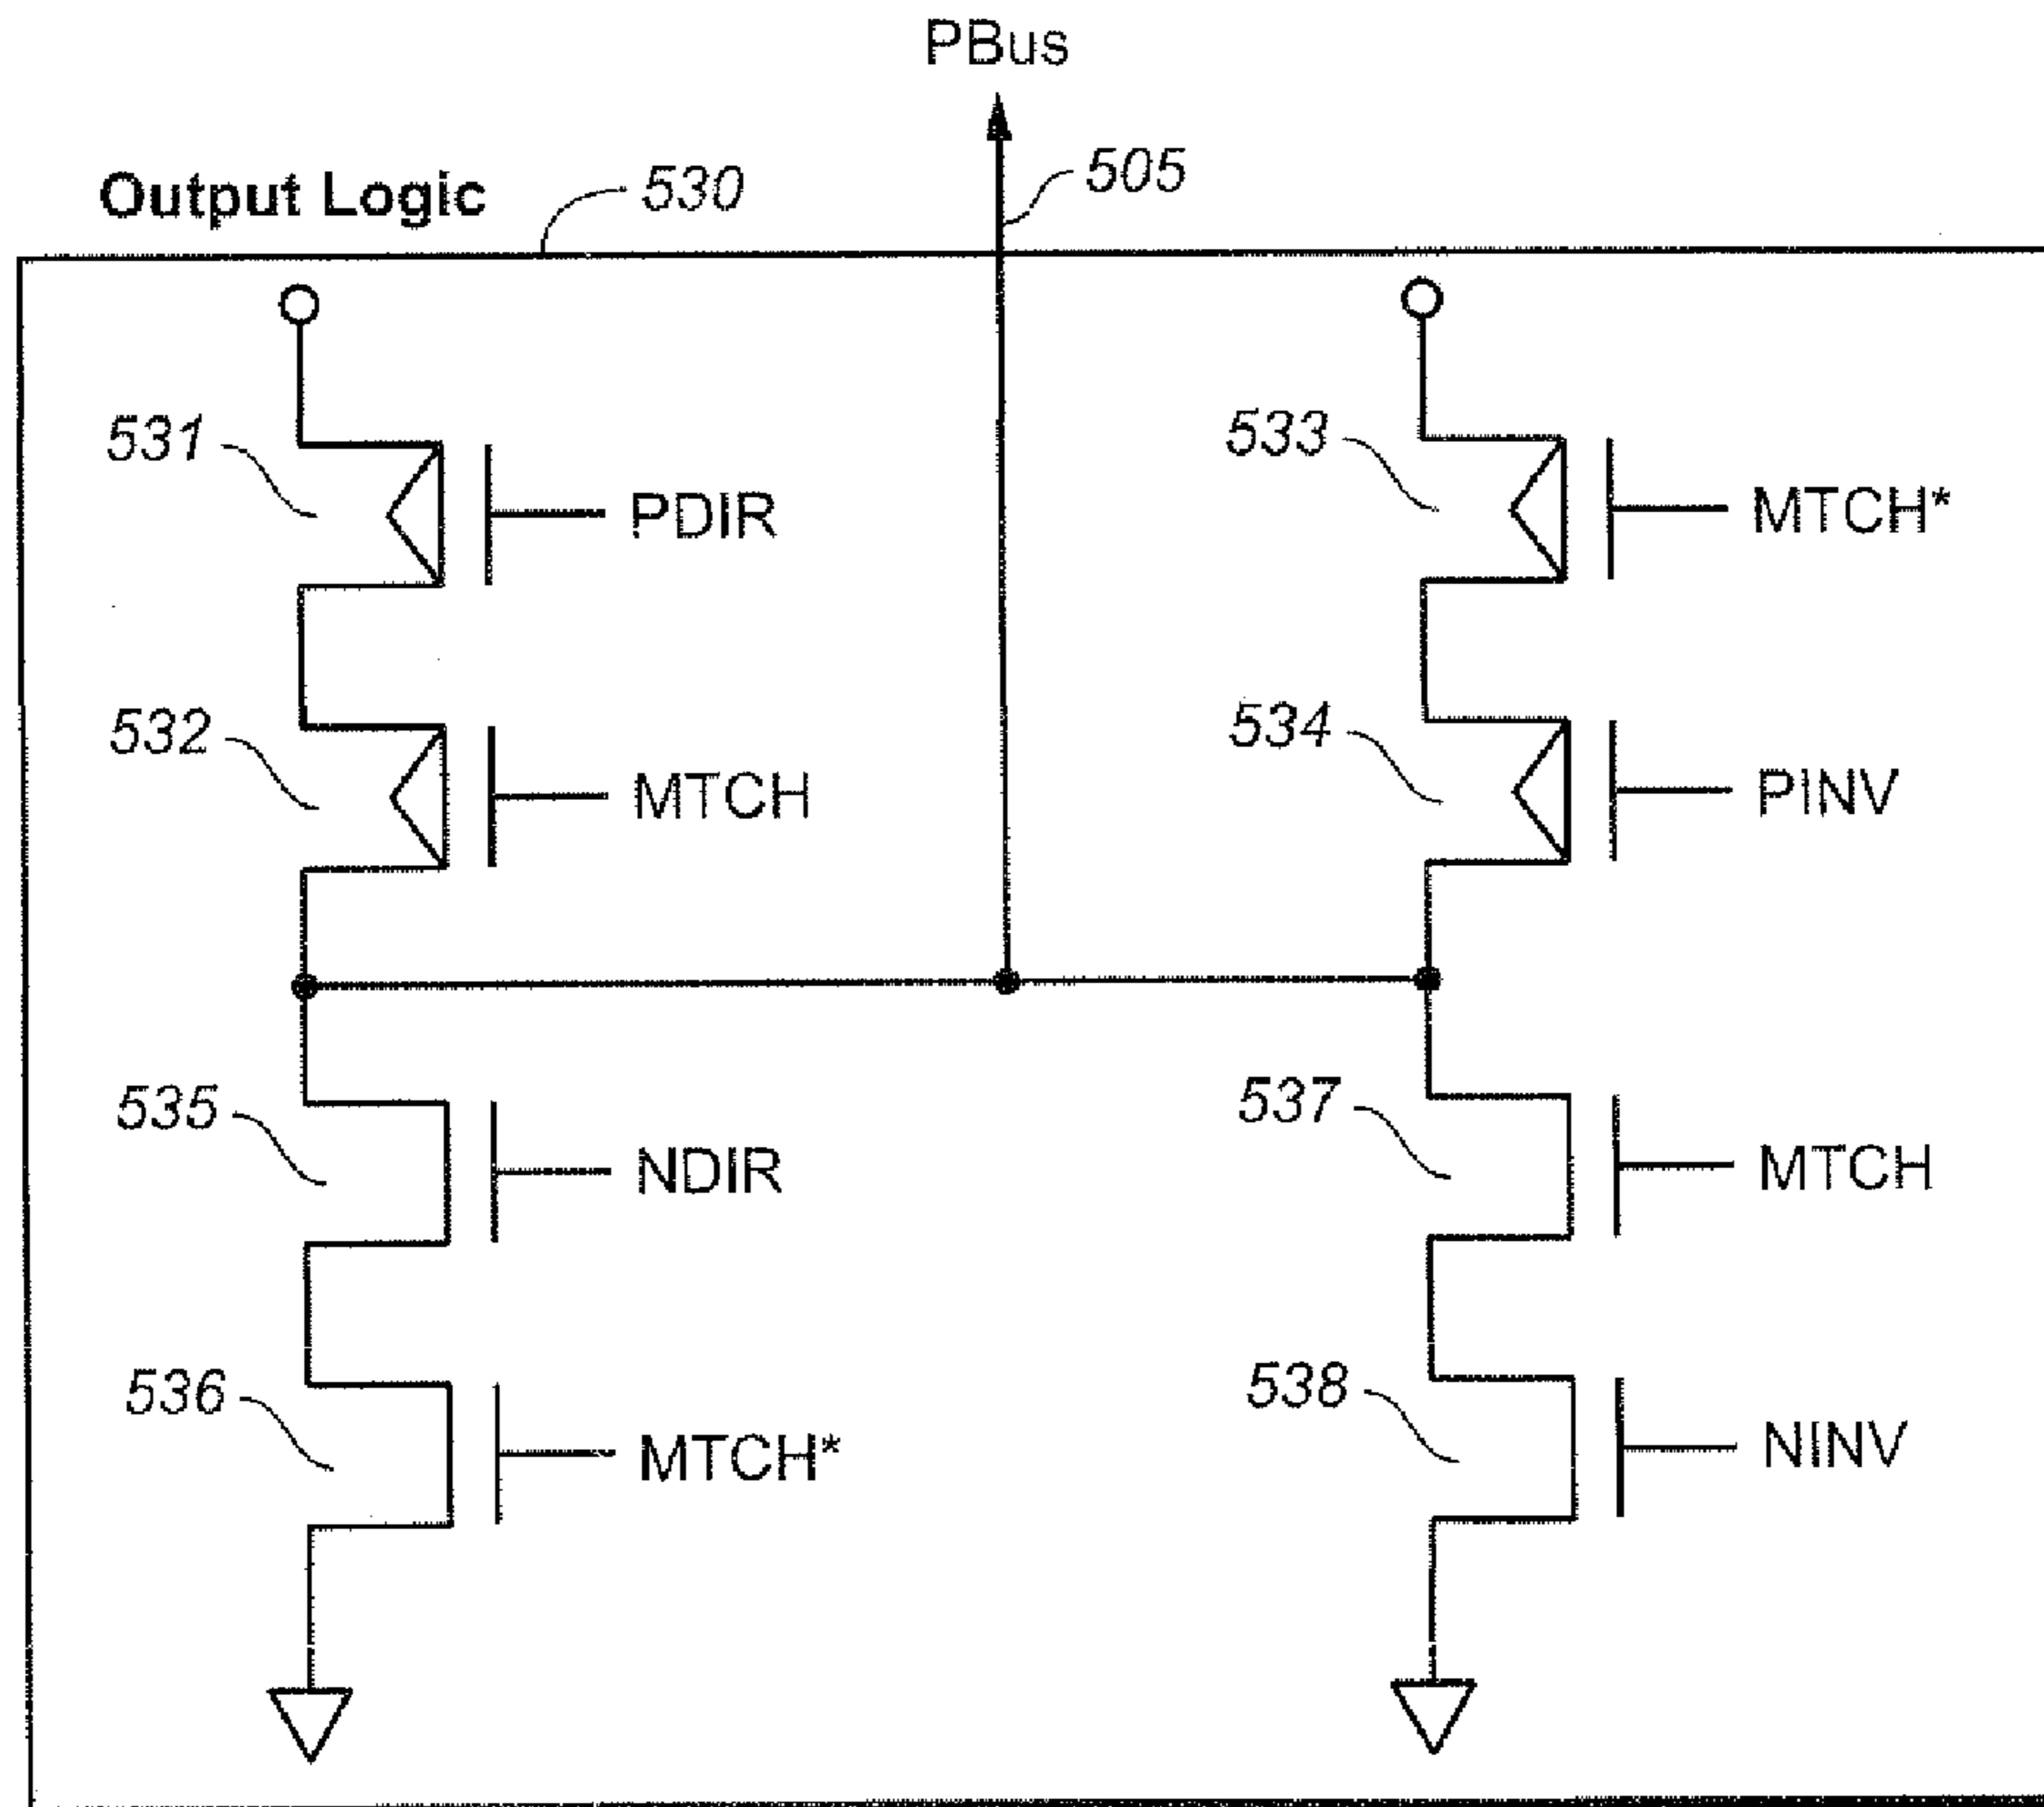 PBus
505
Output Logic
530
531
PDIR
533
MTCH*
532
MTCH
534
PINV
535
NDIR
537
MTCH
536
MTCH*
538
NINV